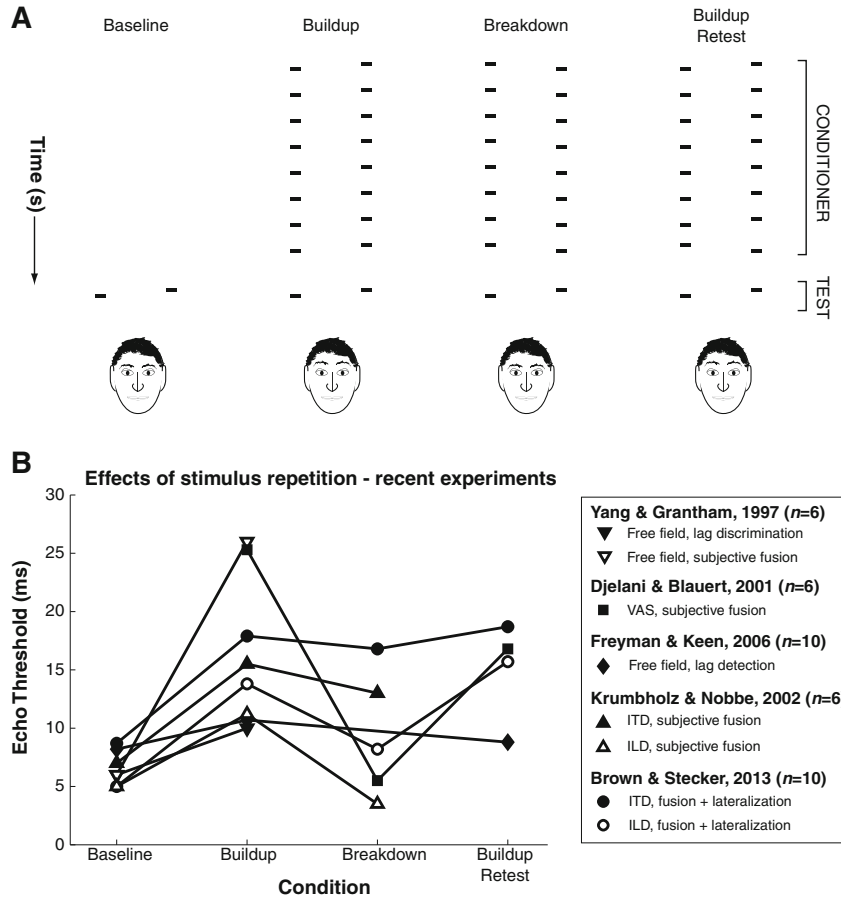 A
Baseline
Buildup
Breakdown
Buildup
Retest
Time (s)
CONDITIONER
TEST
B
Effects of stimulus repetition - recent experiments
30
25
20
15
10
5
0
Echo Threshold (ms)
Baseline
Buildup
Breakdown
Buildup
Retest
Condition
Yang & Grantham, 1997 (n=6)
Free field, lag discrimination
Free field, subjective fusion
Djelani & Blauert, 2001 (n=6)
VAS, subjective fusion
Freyman & Keen, 2006 (n=10)
Free field, lag detection
Krumbholz & Nobbe, 2002 (n=6
ITD, subjective fusion
ILD, subjective fusion
Brown & Stecker, 2013 (n=10)
ITD, fusion + lateralization
ILD, fusion + lateralization